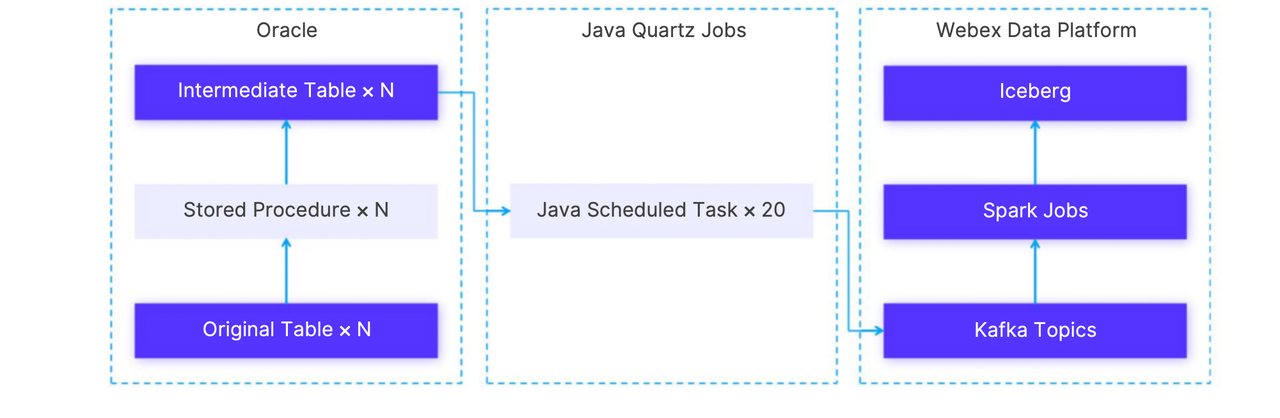 Oracle
Intermediate Table × N
Stored Procedure × N
Original Table × N
Java Quartz Jobs
Java Scheduled Task × 20
Webex Data Platform
Iceberg
Spark Jobs
Kafka Topics